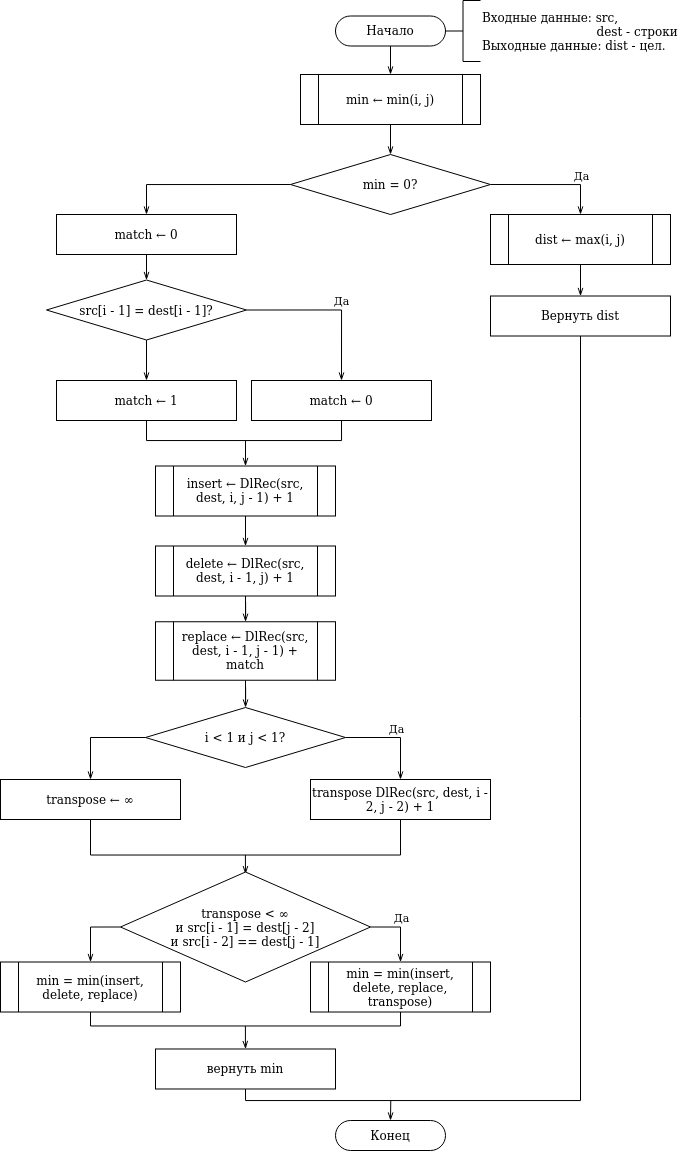 Начало
Входные данные: src,
dest - строки
Выходные данные: dist - цел.
min ← min(i, j)
min = 0?
Да
match ← 0
dist ← max(i, j)
src[i - 1] = dest[i - 1]?
Да
Вернуть dist
match ← 1
match ← 0
insert ← DlRec(src,
dest, i, j - 1) + 1
delete ← DlRec(src,
dest, i - 1, j) + 1
replace ← DlRec(src,
dest, i - 1, j - 1) +
match
i < 1 и j < 1?
Да
transpose ← ∞
transpose DlRec(src, dest, i -
2, j - 2) + 1
transpose < ∞
и src[i - 1] = dest[j - 2]
и src[i - 2] == dest[j - 1]
Да
min = min(insert,
delete, replace)
min = min(insert,
delete, replace,
transpose)
вернуть min
Конец